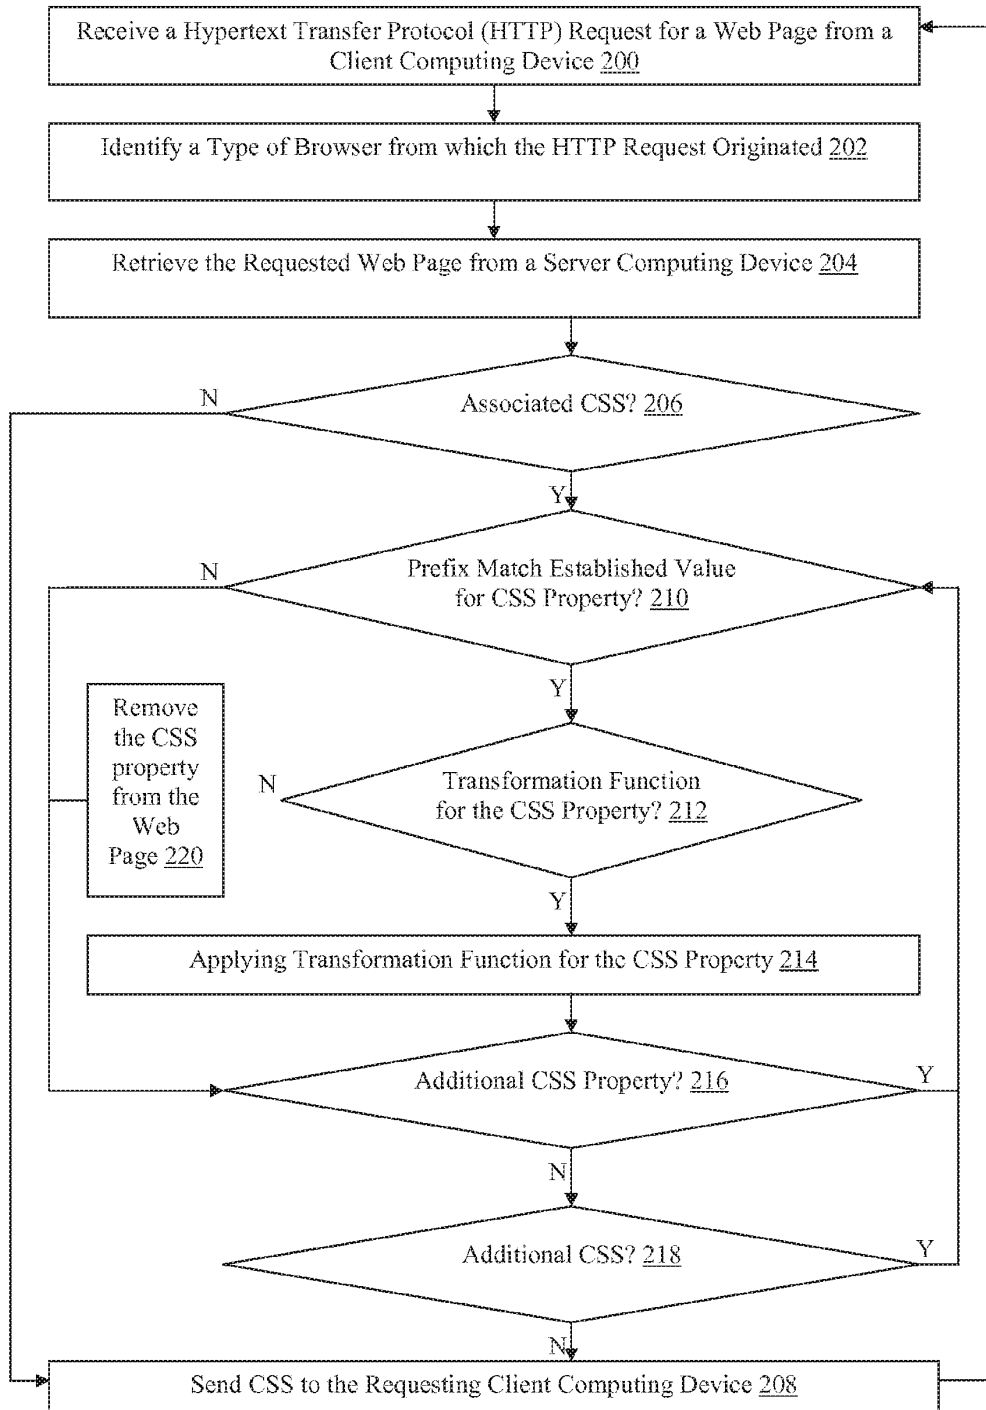 Receive a Hypertext Transfer Protocol (HTTP) Request for a Web Page from a
Client Computing Device 200
Identify a Type of Browser from which the HTTP Request Originated 202
Retrieve the Requested Web Page from a Server Computing Device 204
N
Associated CSS? 206
Y
N
Prefix Match Established Value
for CSS Property? 210
Y
Remove
the CSS
property
from the
Web
Page 220
N
Transformation Function
for the CSS Property? 212
Y
Applying Transformation Function for the CSS Property 214
Additional CSS Property? 216
Y
N
Additional CSS? 218
Y
N
Send CSS to the Requesting Client Computing Device 208